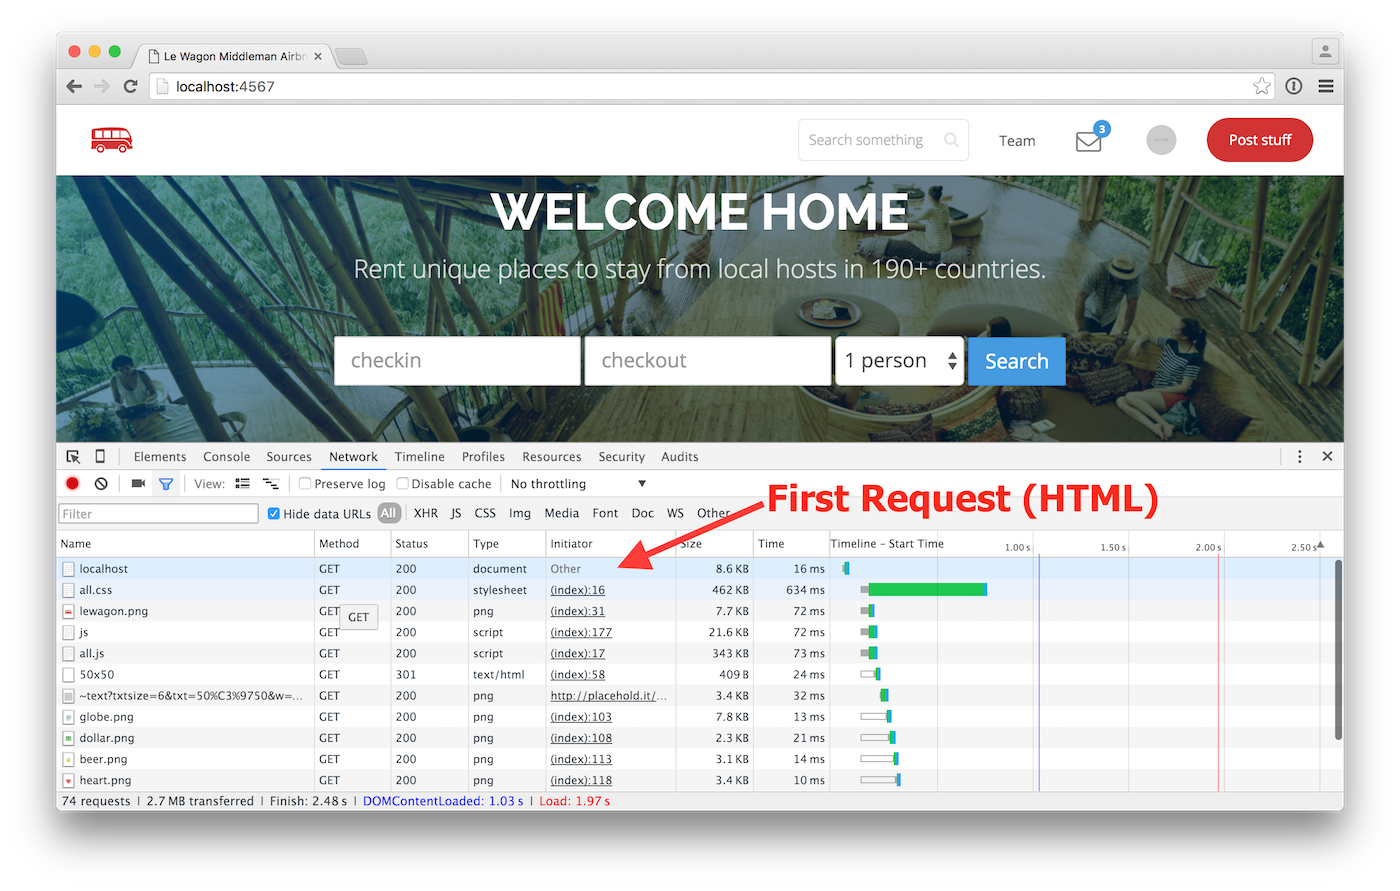 Le Wagon Middleman Airbn
localhost:4567
Search something
Team
3
Post stuff
WELCOME HOME
Rent unique places to stay from local hosts in 190+ countries.
checkin checkout 1 person Search
Elements Console Sources Network Timeline Profiles Resources Security Audits
View: Preserve log Disable cache No throttling
First Request (HTML)
Filter Hide data URLs All XHR JS CSS Img Media Font Doc WS Other
Name Method Status Type Initiator Size Time Timeline – Start Time 1.00 s 1.50 s 2.00 s 2.50 s
localhost GET 200 document Other 8.6 KB 16 ms
all.css GET 200 stylesheet (index):16 462 KB 634 ms
lewagon.png GET 200 png (index):31 7.7 KB 72 ms
GET
js GET 200 script (index):177 21.6 KB 72 ms
all.js GET 200 script (index):17 343 KB 73 ms
50x50 GET 301 text/html (index):58 409 B 24 ms
~text?txtsize=6&txt=50%C3%9750&w=... GET 200 png http://placehold.it/... 3.4 KB 32 ms
globe.png GET 200 png (index):103 7.8 KB 13 ms
dollar.png GET 200 png (index):108 2.3 KB 21 ms
beer.png GET 200 png (index):113 3.1 KB 14 ms
heart.png GET 200 png (index):118 3.4 KB 10 ms
74 requests | 2.7 MB transferred | Finish: 2.48 s | DOMContentLoaded: 1.03 s | Load: 1.97 s